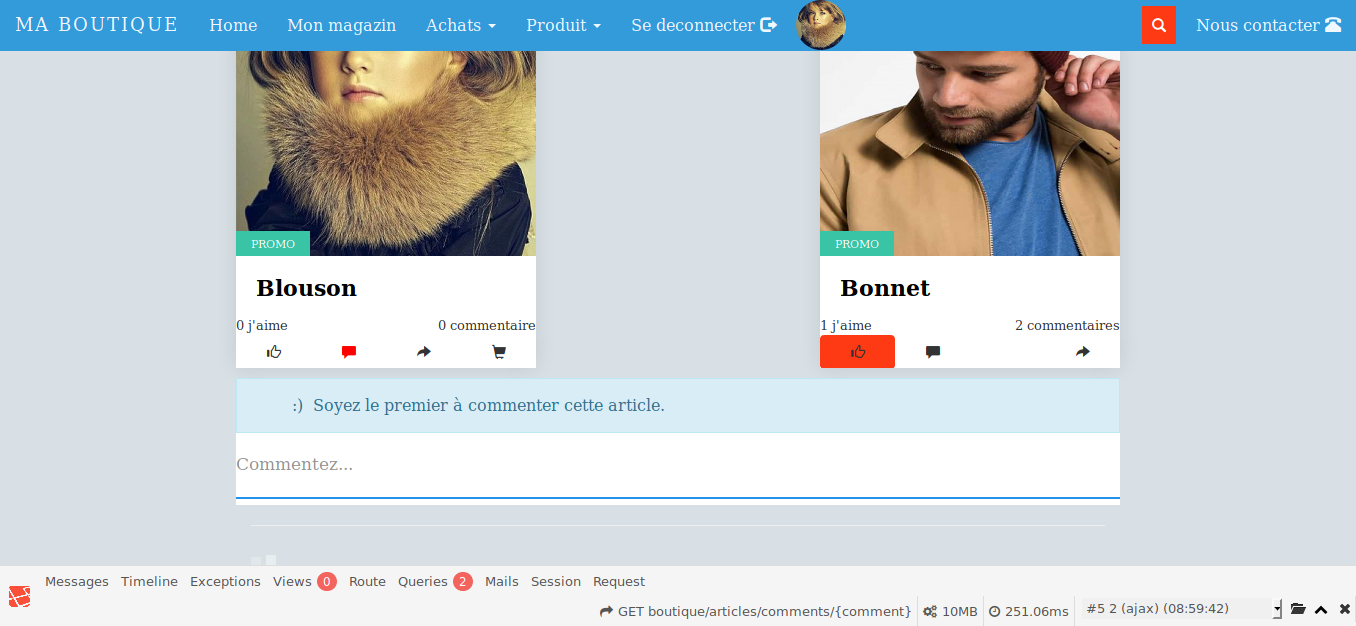 MA BOUTIQUE Home Mon magazin Achats Produit Se deconnecter Nous contacter
PROMO PROMO
Blouson Bonnet
0 j'aime 0 commentaire 1 j'aime 2 commentaires
:) Soyez le premier à commenter cette article.
Commentez...
Messages Timeline Exceptions Views 0 Route Queries 2 Mails Session Request
GET boutique/articles/comments/{comment} 10MB 251.06ms #5 2 (ajax) (08:59:42)